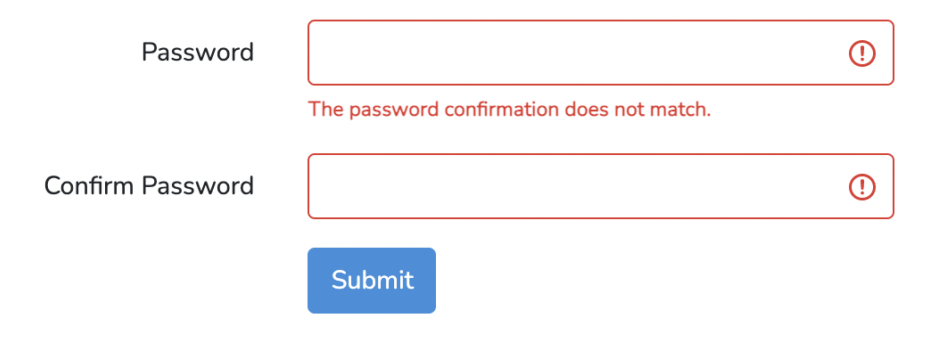 Password
The password confirmation does not match.
Confirm Password
Submit